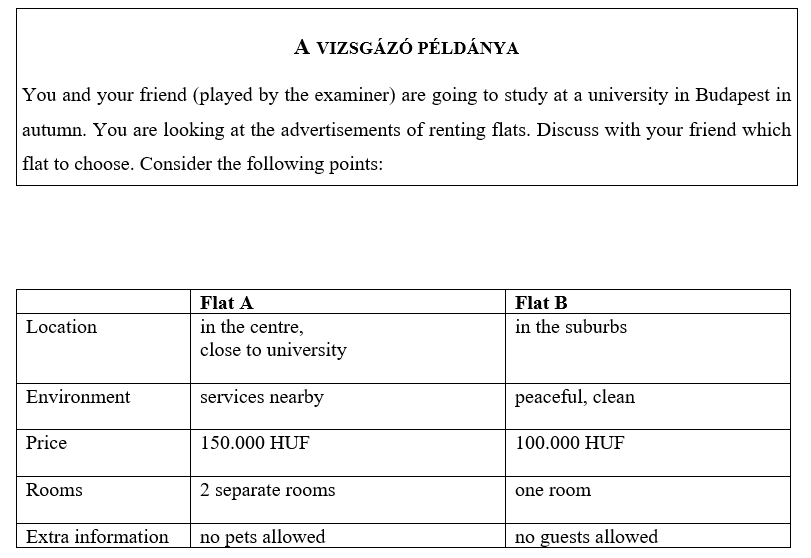 A VIZSGÁZÓ PÉLDÁNYA
You and your friend (played by the examiner) are going to study at a university in Budapest in
autumn. You are looking at the advertisements of renting flats. Discuss with your friend which
flat to choose. Consider the following points:
Flat A Flat B
Location in the centre, in the suburbs
close to university
Environment services nearby peaceful, clean
Price 150.000 HUF 100.000 HUF
Rooms 2 separate rooms one room
Extra information no pets allowed no guests allowed